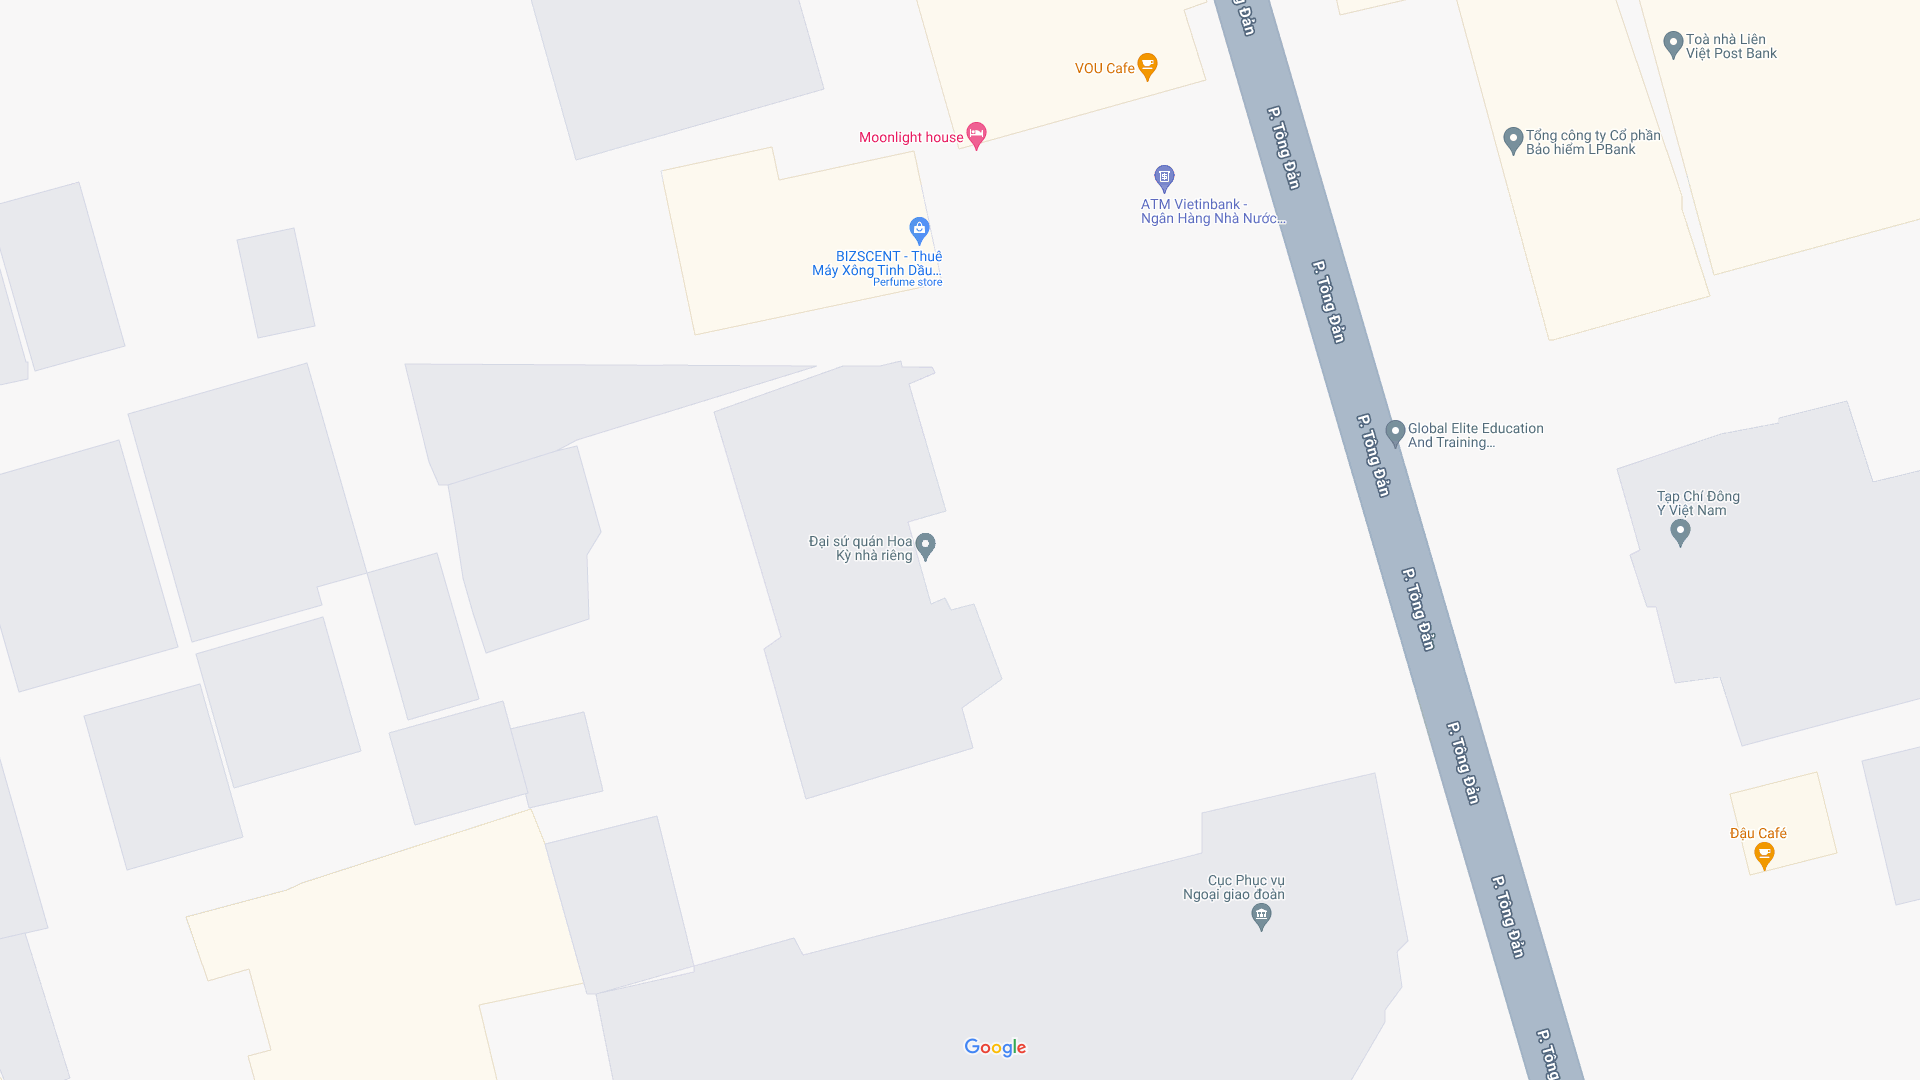 P. Tông Đản
Toà nhà Liên
Việt Post Bank
VOU Cafe
Moonlight house
P. Tông Đản
Tổng công ty Cổ phần
Bảo hiểm LPBank
ATM Vietinbank -
Ngân Hàng Nhà Nước...
BIZSCENT - Thuê
Máy Xông Tinh Dầu...
Perfume store
P. Tông Đản
Global Elite Education
And Training...
P. Tông Đản
Tạp Chí Đông
Y Việt Nam
Đại sứ quán Hoa
Kỳ nhà riêng
P. Tông Đản
P. Tông Đản
Đậu Café
Cục Phục vụ
Ngoại giao đoàn
P. Tông Đản
P. Tông
Google